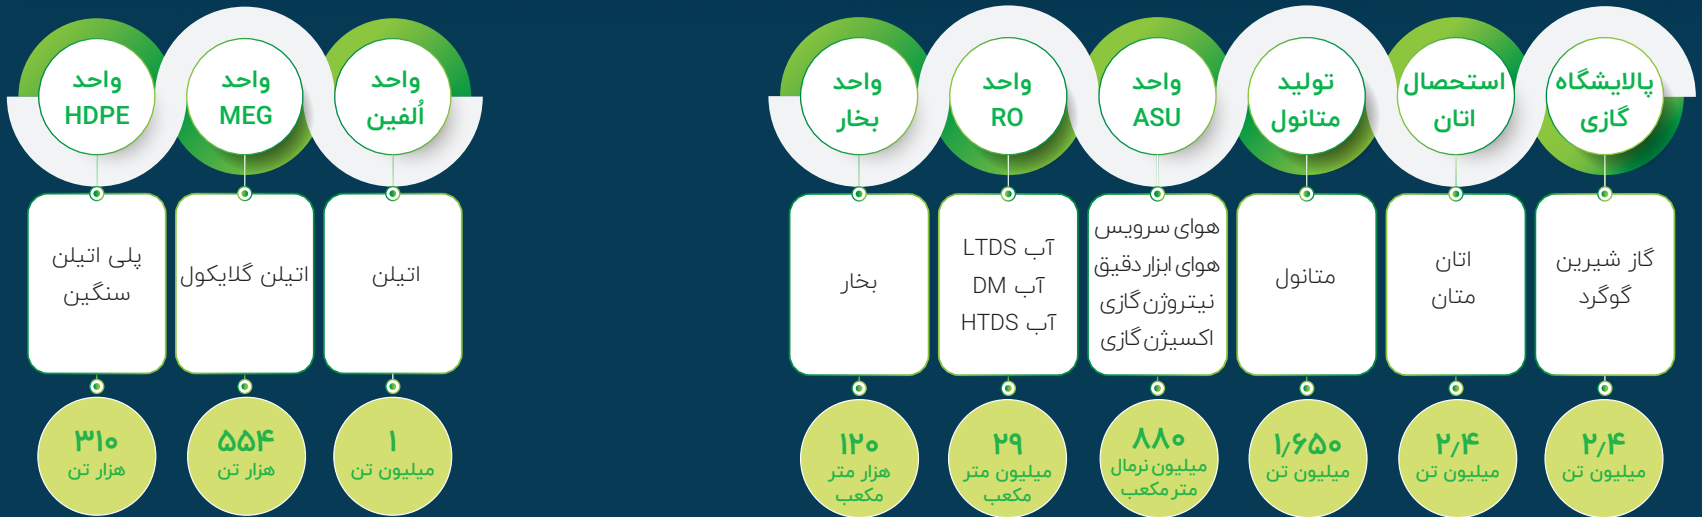 پالایشگاه
گازی
گاز شیرین
گوگرد
۲٫۴
میلیون تن
استحصال
اتان
اتان
متان
۲٫۴
میلیون تن
تولید
متانول
متانول
۱٫۶۵۰
میلیون تن
واحد
ASU
هوای سرویس
هوای ابزار دقیق
نیتروژن گازی
اکسیژن گازی
۸۸۰
میلیون نرمال
متر مکعب
واحد
RO
آب LTDS
آب DM
آب HTDS
۲۹
میلیون متر
مکعب
واحد
بخار
بخار
۱۲۰
هزار متر
مکعب
واحد
اُلفین
اتیلن
۱
میلیون تن
واحد
MEG
اتیلن گلایکول
۵۵۴
هزار تن
واحد
HDPE
پلی اتیلن
سنگین
۳۱۰
هزار تن